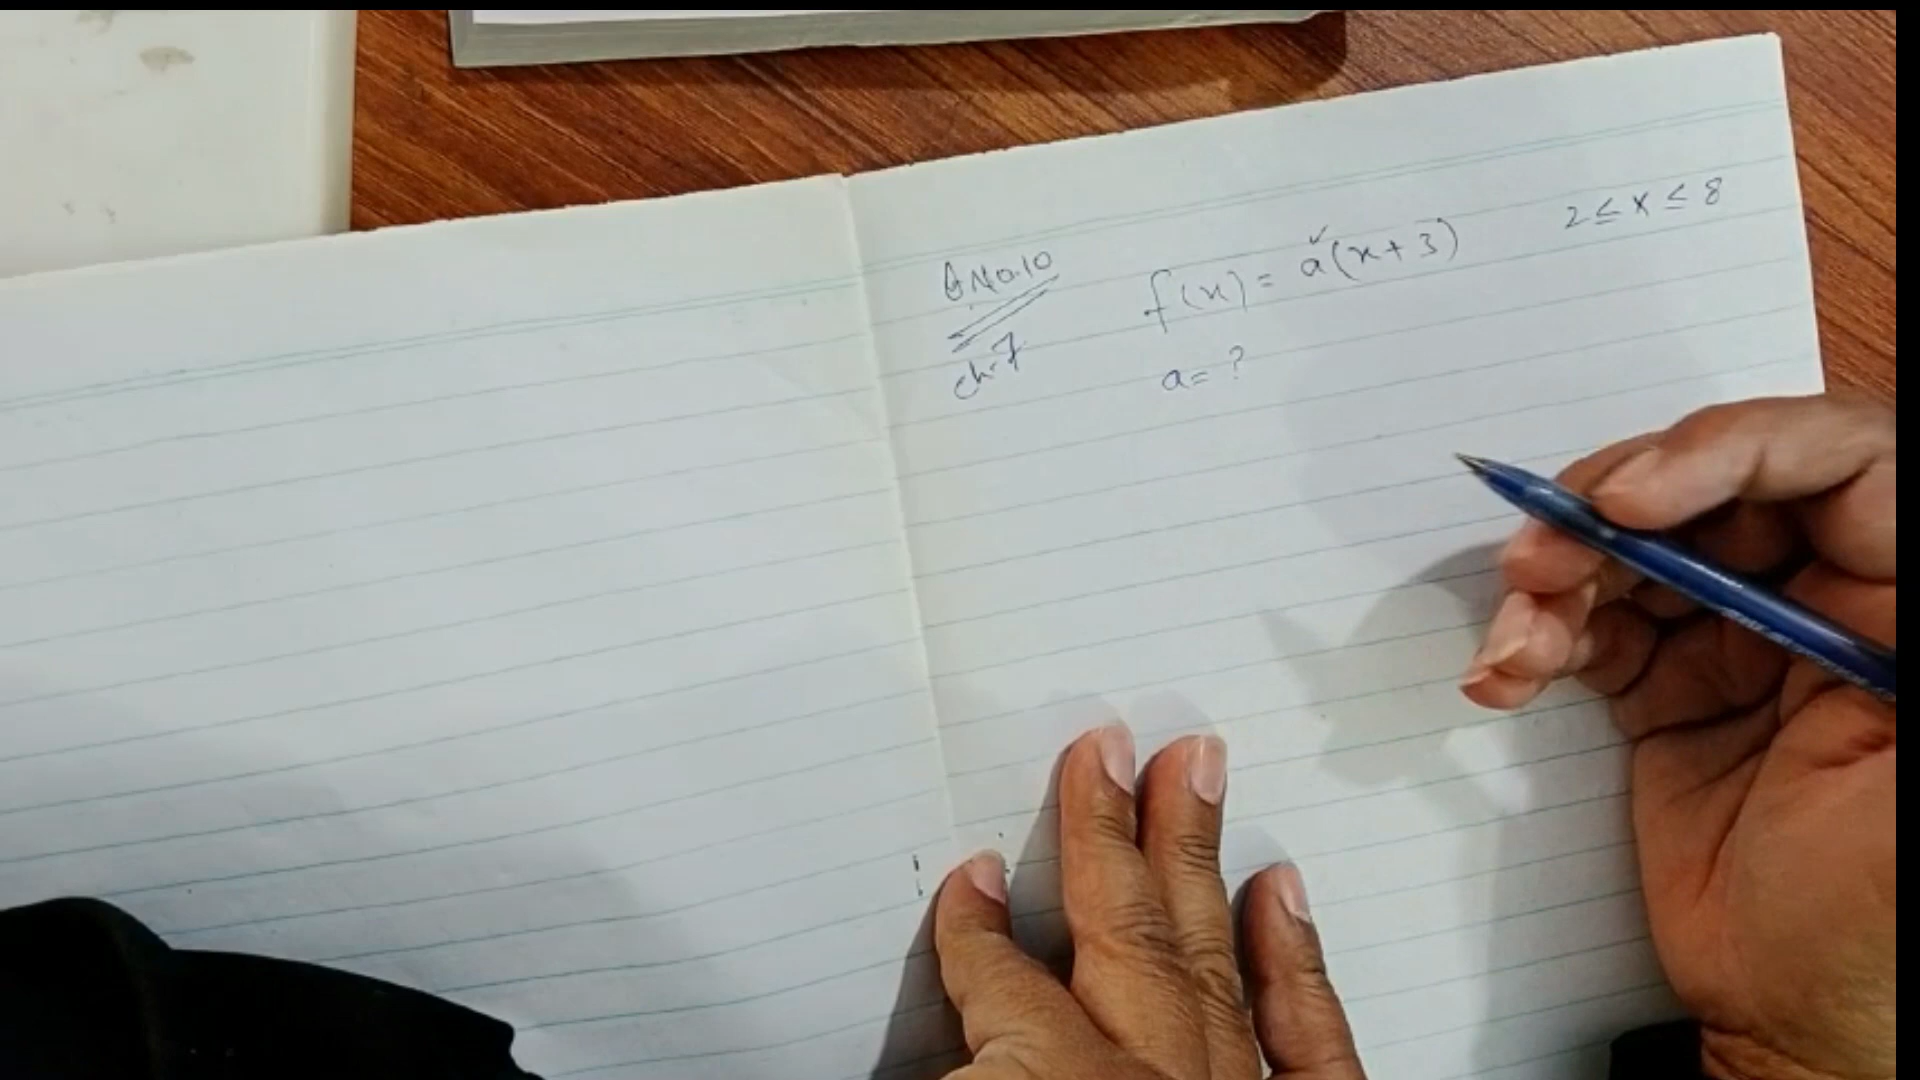 Q No.10 f(x) = a(x+3) 2 ≤ x ≤ 8
ch-7 a = ?